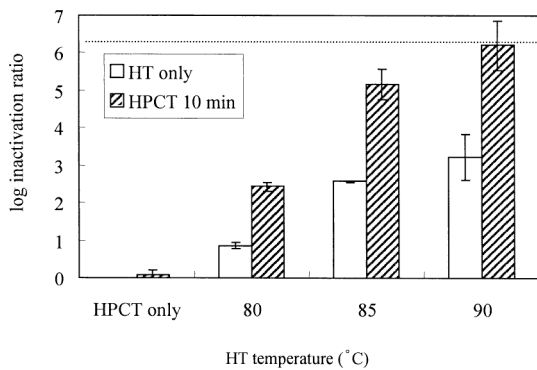 log inactivation ratio
7
6
5
4
3
2
1
0
HT only
HPCT 10 min
HPCT only 80 85 90
HT temperature (˚C)